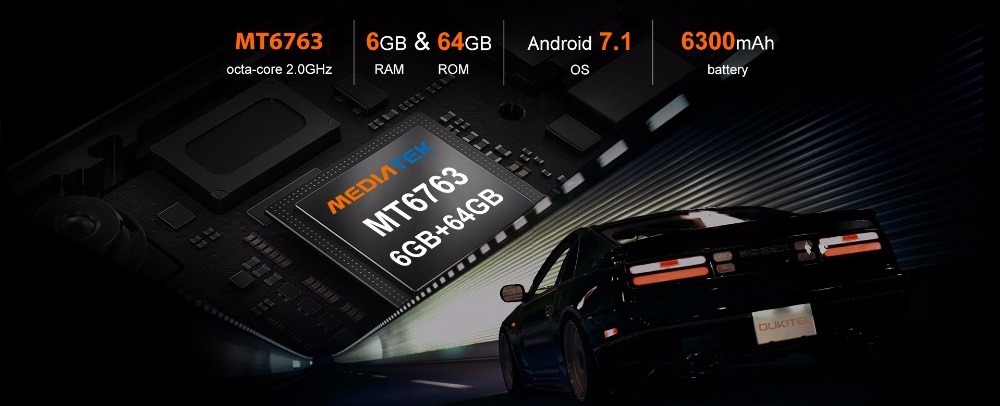 MT6763
octa-core 2.0GHz
6GB & 64GB
RAM ROM
Android 7.1
OS
6300mAh
battery
MEDIATEK
MT6763
6GB+64GB
OUKITEL